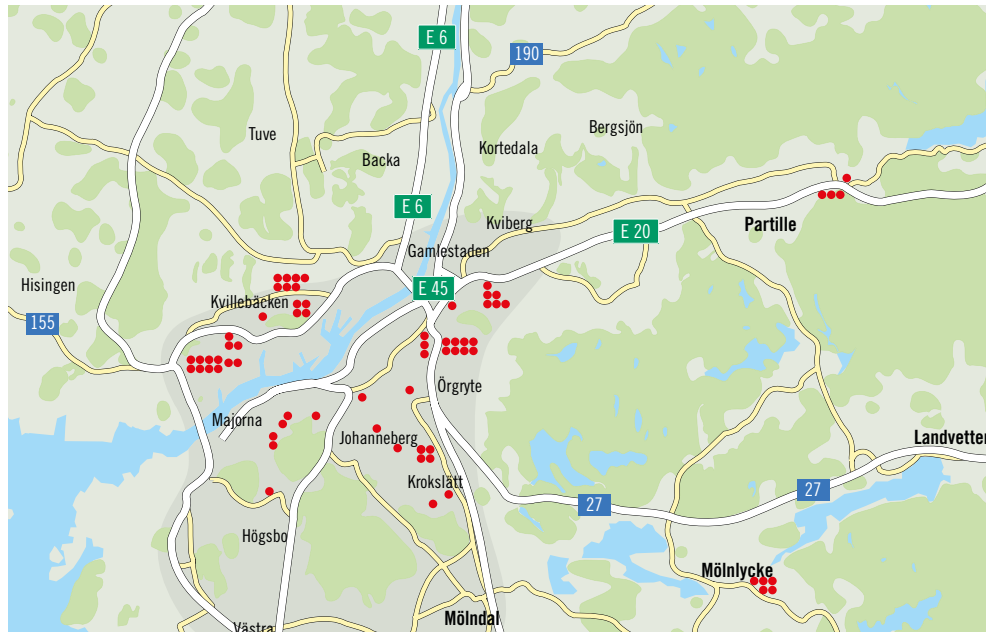 E 6
190
Bergsjön
Tuve
Kortedala
Backa
E 6
Kviberg
Partille
E 20
Gamlestaden
Hisingen
E 45
Kvillebäcken
155
Örgryte
Majorna
Johanneberg
Landvetter
Krokslätt
27
27
Högsbo
Mölnlycke
Mölndal
Västra